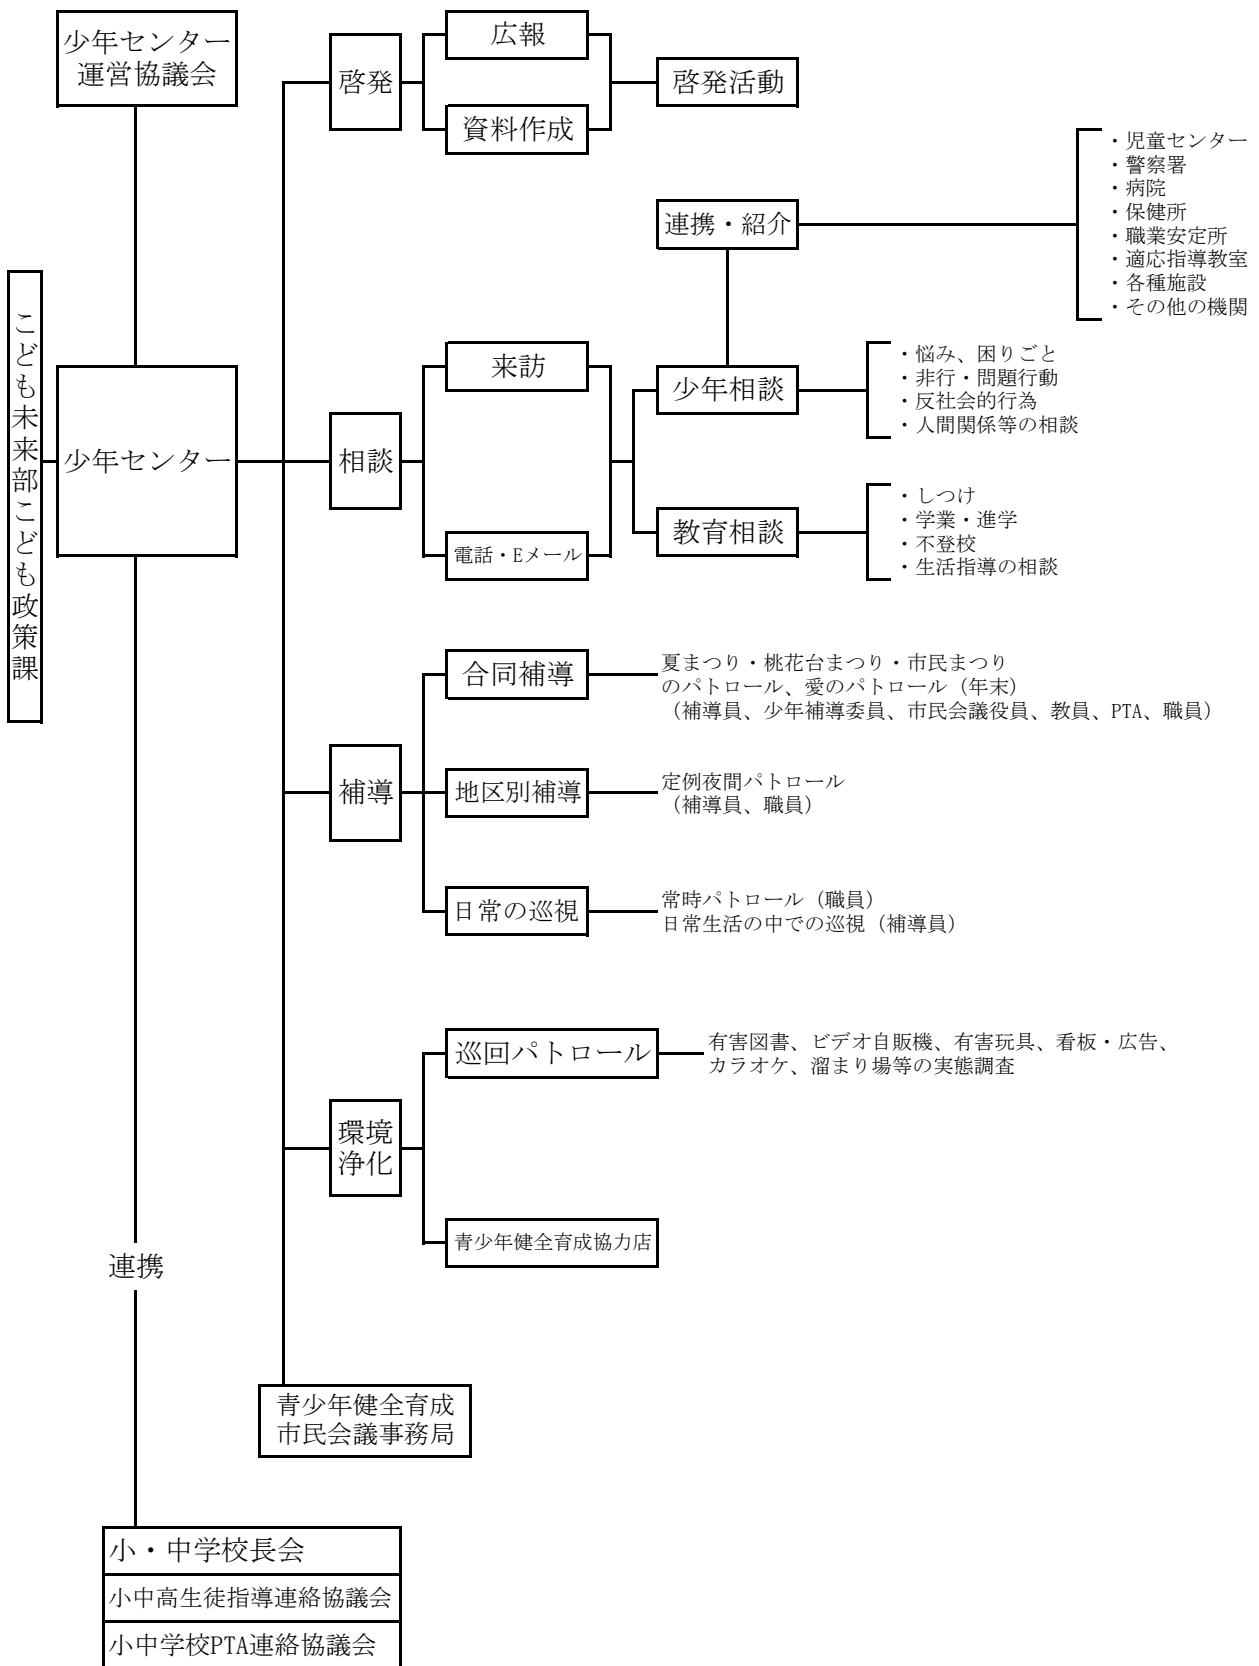 少年センター
運営協議会
こども未来部こども政策課
少年センター
啓発
広報
資料作成
啓発活動
連携・紹介
・児童センター
・警察署
・病院
・保健所
・職業安定所
・適応指導教室
・各種施設
・その他の機関
相談
来訪
電話・Eメール
少年相談
・悩み、困りごと
・非行・問題行動
・反社会的行為
・人間関係等の相談
教育相談
・しつけ
・学業・進学
・不登校
・生活指導の相談
補導
合同補導
夏まつり・桃花台まつり・市民まつり
のパトロール、愛のパトロール（年末）
（補導員、少年補導委員、市民会議役員、教員、PTA、職員）
地区別補導
定例夜間パトロール
（補導員、職員）
日常の巡視
常時パトロール（職員）
日常生活の中での巡視（補導員）
環境
浄化
巡回パトロール
有害図書、ビデオ自販機、有害玩具、看板・広告、
カラオケ、溜まり場等の実態調査
青少年健全育成協力店
連携
青少年健全育成
市民会議事務局
小・中学校長会
小中高生徒指導連絡協議会
小中学校PTA連絡協議会